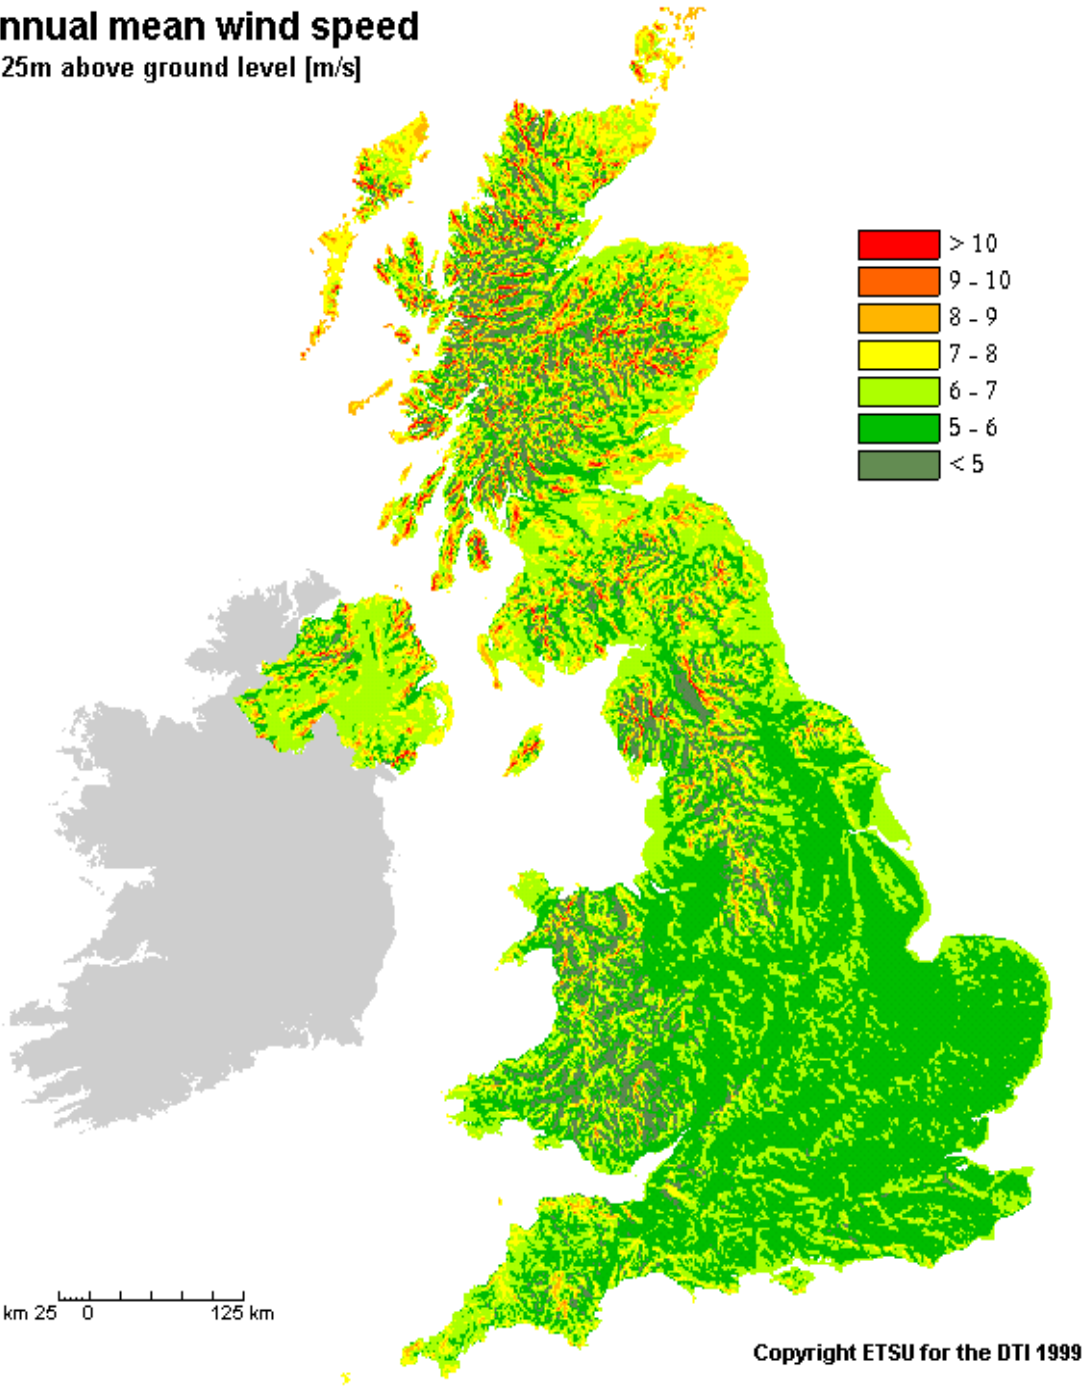 nnual mean wind speed
25m above ground level [m/s]
> 10
9 - 10
8 - 9
7 - 8
6 - 7
5 - 6
< 5
km 25 0 125 km
Copyright ETSU for the DTI 1999